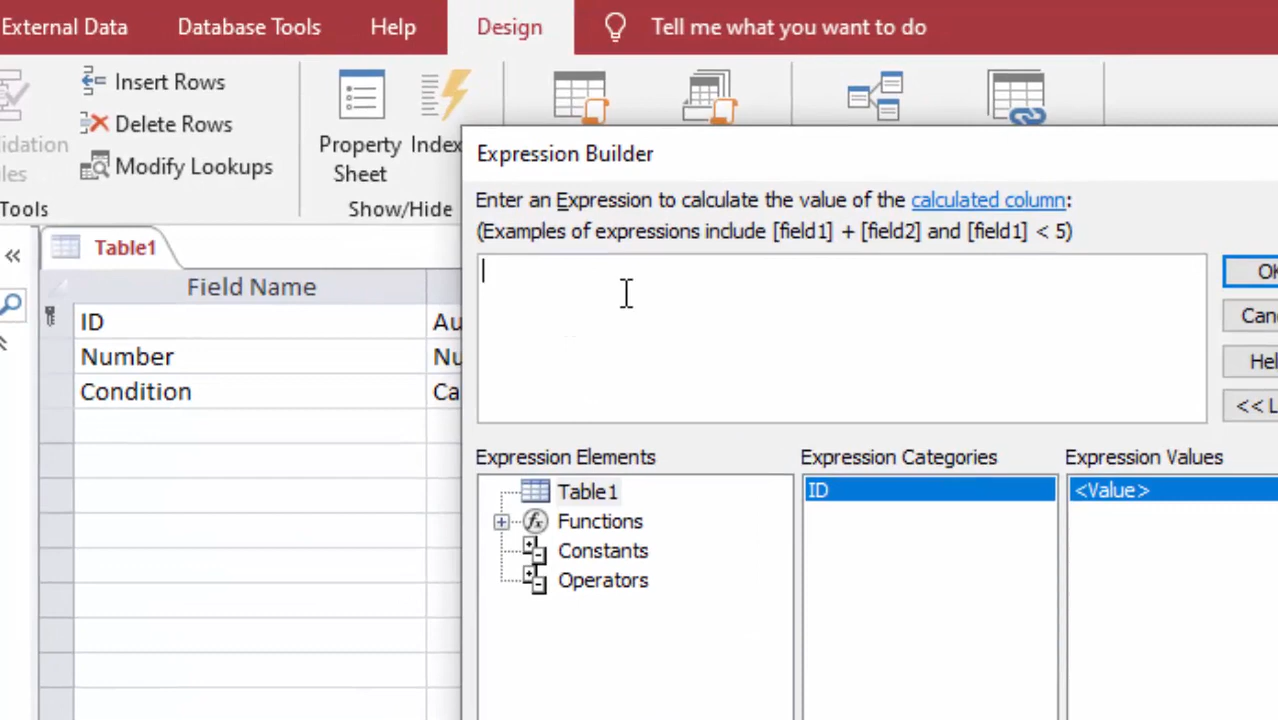 External Data Database Tools Help Design Tell me what you want to do
Insert Rows
Delete Rows
Modify Lookups
Property Sheet
Tools
Show/Hide
Table1
Field Name
ID
Number
Condition
Expression Builder
Enter an Expression to calculate the value of the calculated column:
(Examples of expressions include [field1] + [field2] and [field1] < 5)
OK
Expression Elements
Table1
Functions
Constants
Operators
Expression Categories
ID
Expression Values
<Value>